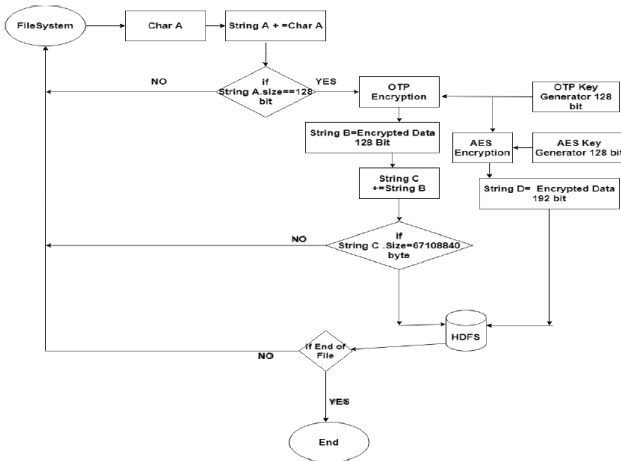 FileSystem
Char A
String A + =Char A
if
String A.size==128
bit
NO
YES
OTP
Encryption
OTP Key
Generator 128
bit
String B=Encrypted Data
128 Bit
AES
Encryption
AES Key
Generator 128 bit
String C
+=String B
String D= Encrypted Data
192 bit
if
String C .Size=67108840
byte
NO
HDFS
if End of
File
NO
YES
End